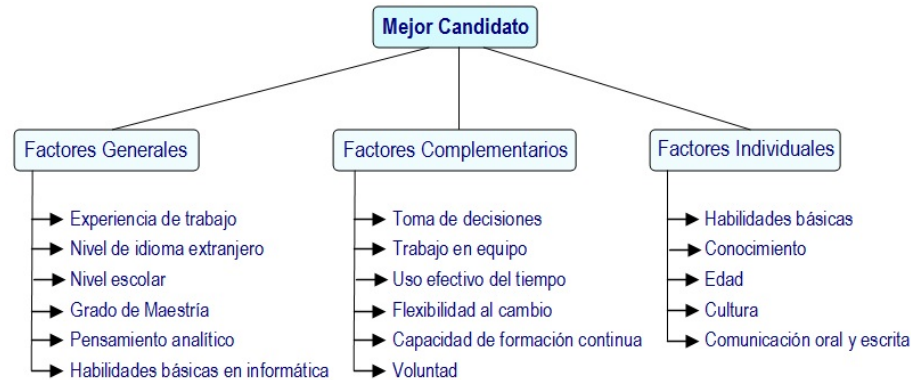 Mejor Candidato
Factores Generales
Experiencia de trabajo
Nivel de idioma extranjero
Nivel escolar
Grado de Maestría
Pensamiento analítico
Habilidades básicas en informática
Factores Complementarios
Toma de decisiones
Trabajo en equipo
Uso efectivo del tiempo
Flexibilidad al cambio
Capacidad de formación continua
Voluntad
Factores Individuales
Habilidades básicas
Conocimiento
Edad
Cultura
Comunicación oral y escrita